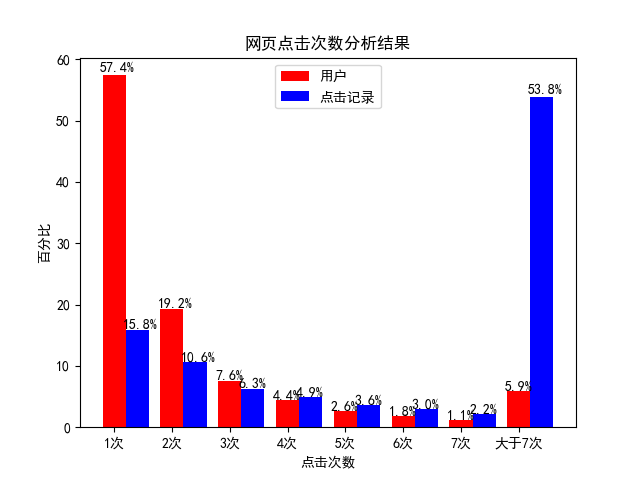 网页点击次数分析结果
用户
点击记录
百分比
60
50
40
30
20
10
0
57.4%
15.8%
19.2%
10.6%
7.6%
6.3%
4.4%
4.9%
2.6%
3.6%
1.8%
3.0%
1.1%
2.2%
5.9%
53.8%
1次
2次
3次
4次
5次
6次
7次
大于7次
点击次数